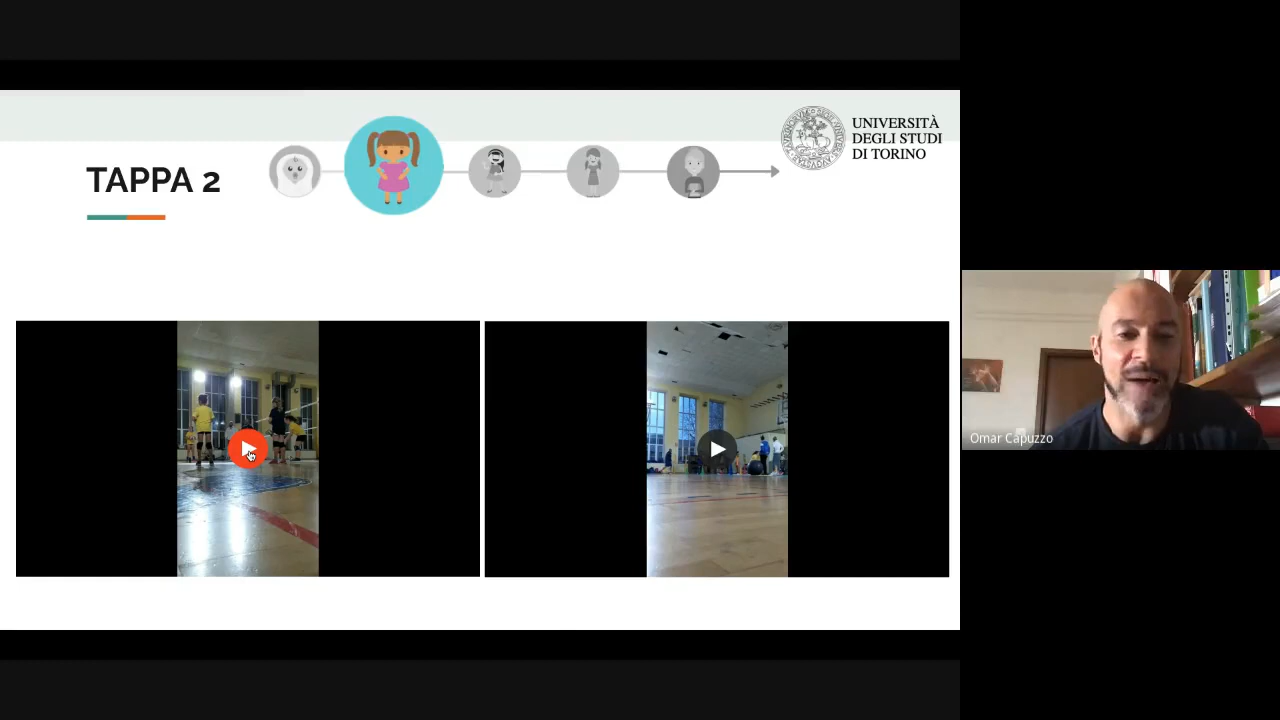 TAPPA 2
UNIVERSITÀ
DEGLI STUDI
DI TORINO
Omar Capuzzo